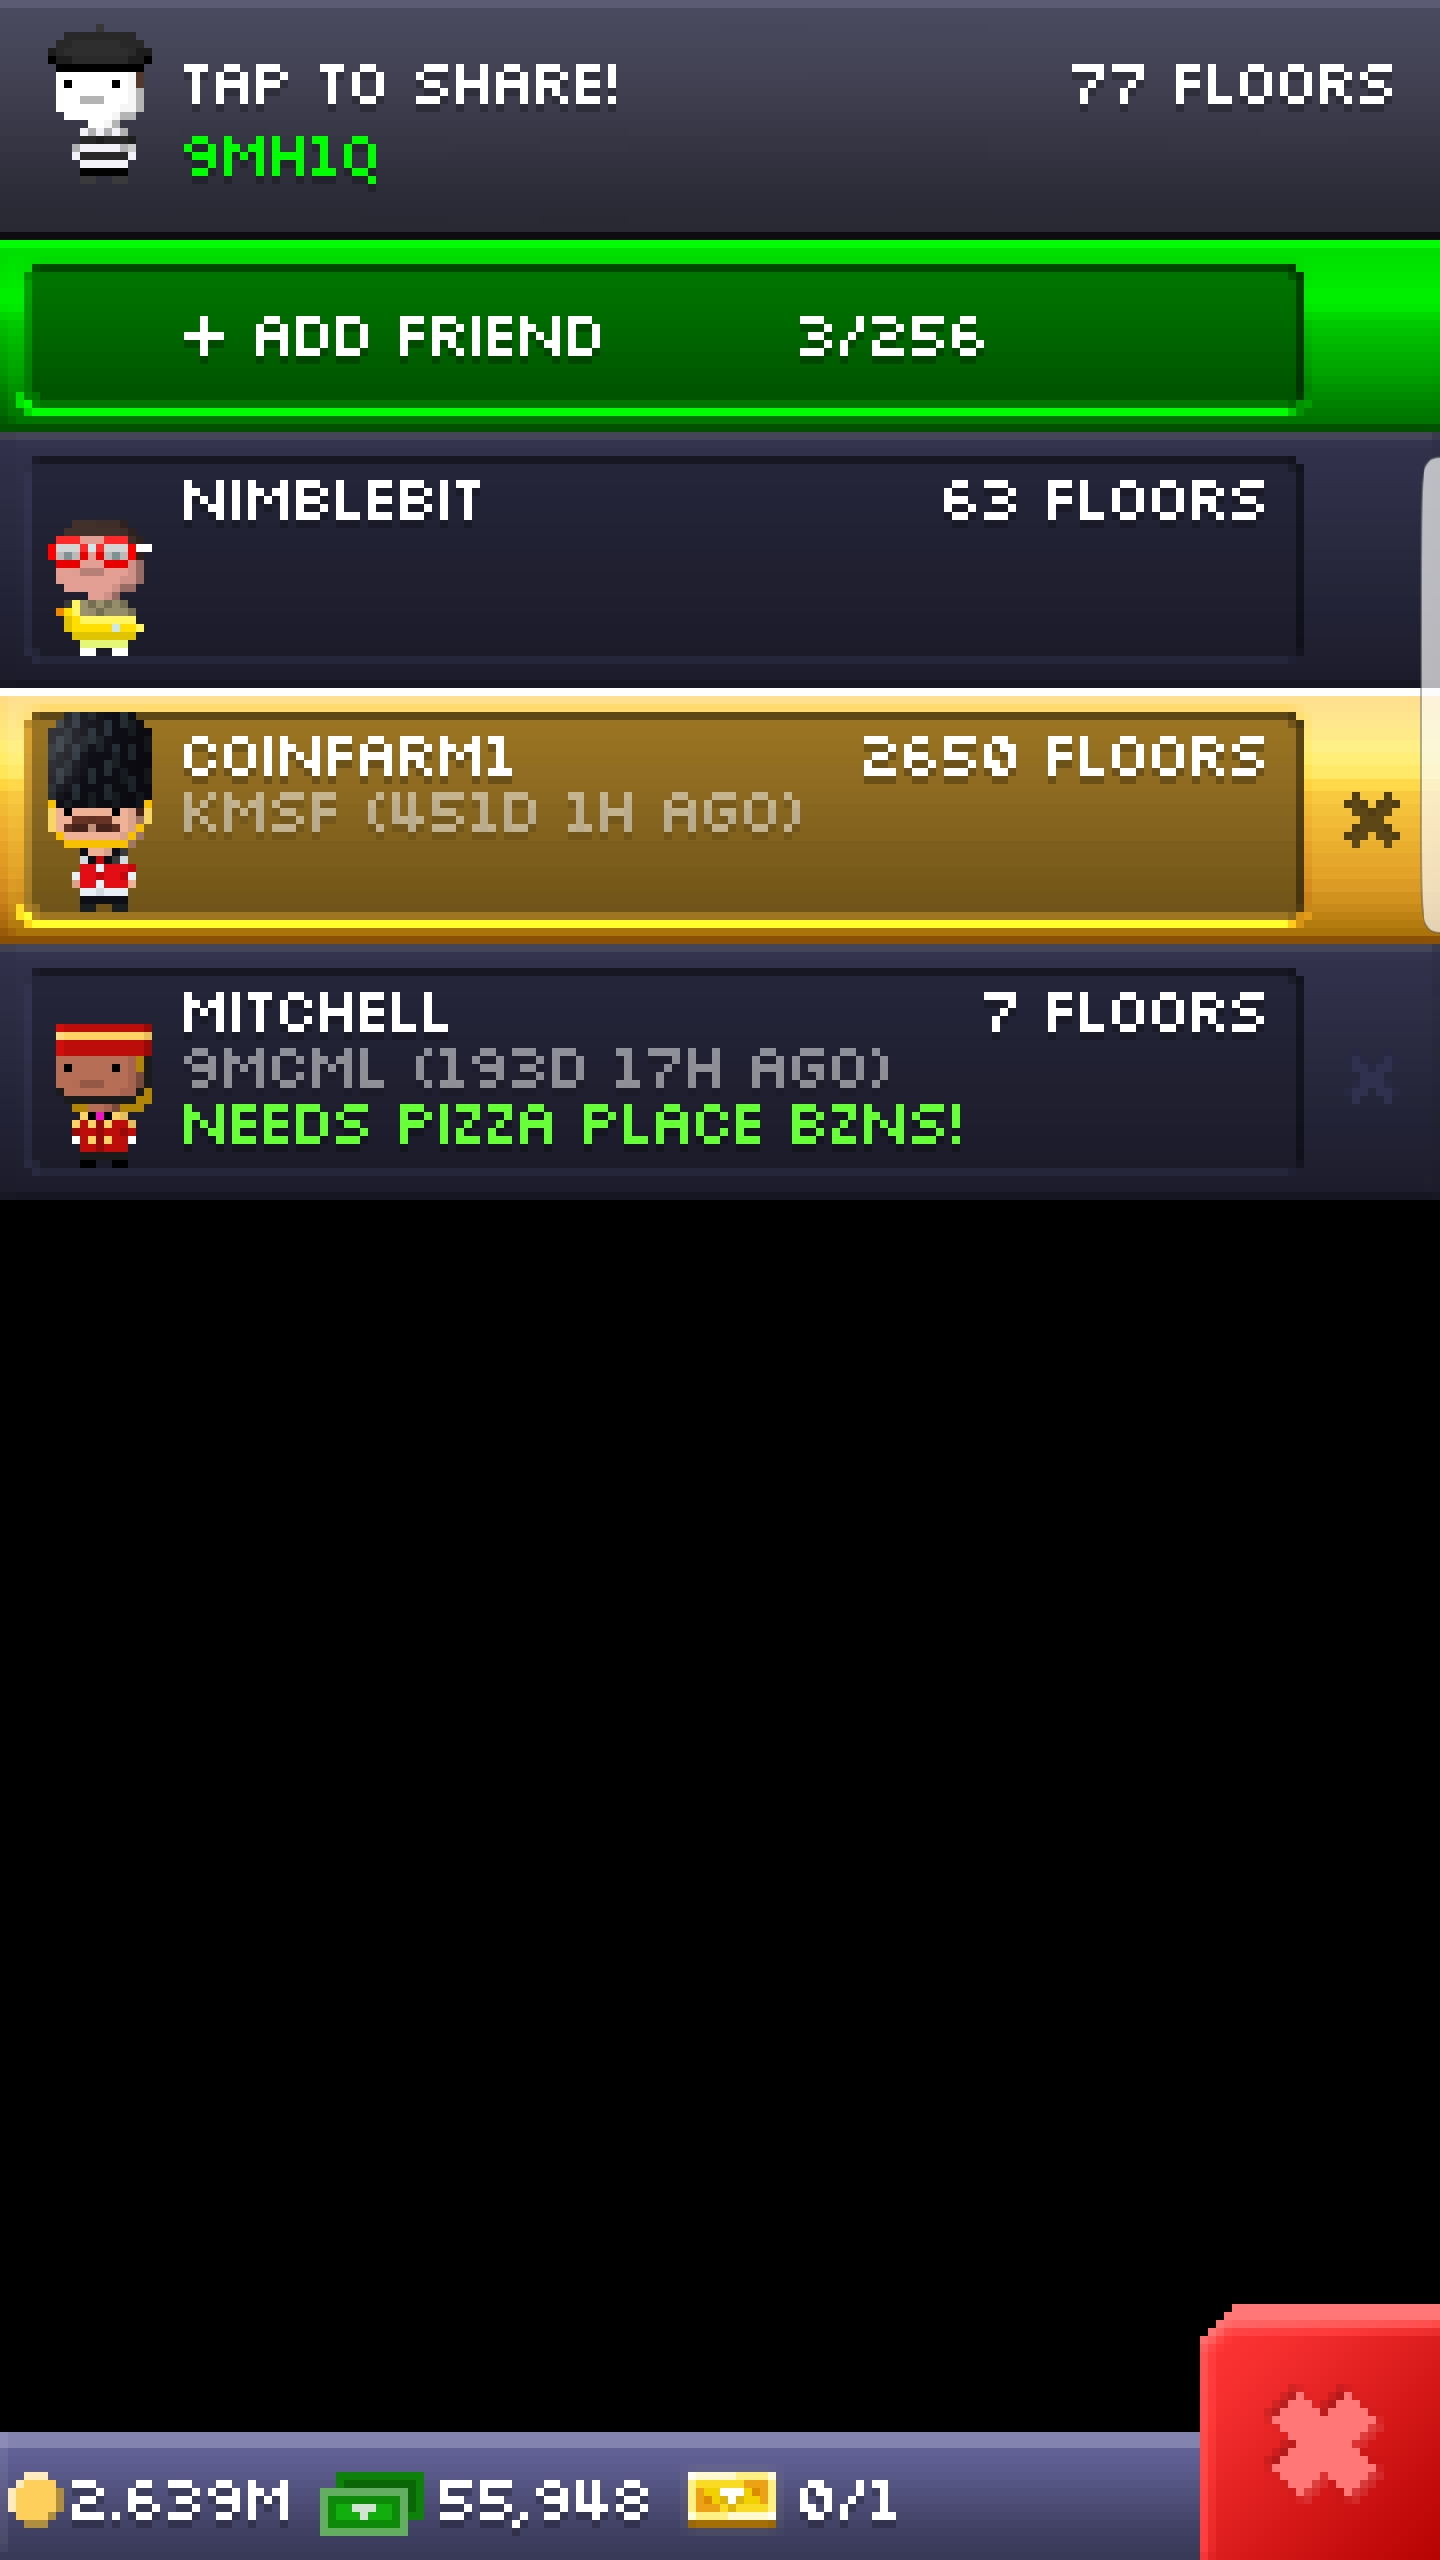 TAP TO SHARE! 77 FLOORS
9MH1Q
+ ADD FRIEND 3/256
NIMBLEBIT 63 FLOORS
COINFARM1 2650 FLOORS
KMSF (451D 1H AGO)
MITCHELL 7 FLOORS
9MCML (193D 17H AGO)
NEEDS PIZZA PLACE BZNS!
2.639M 55,948 0/1